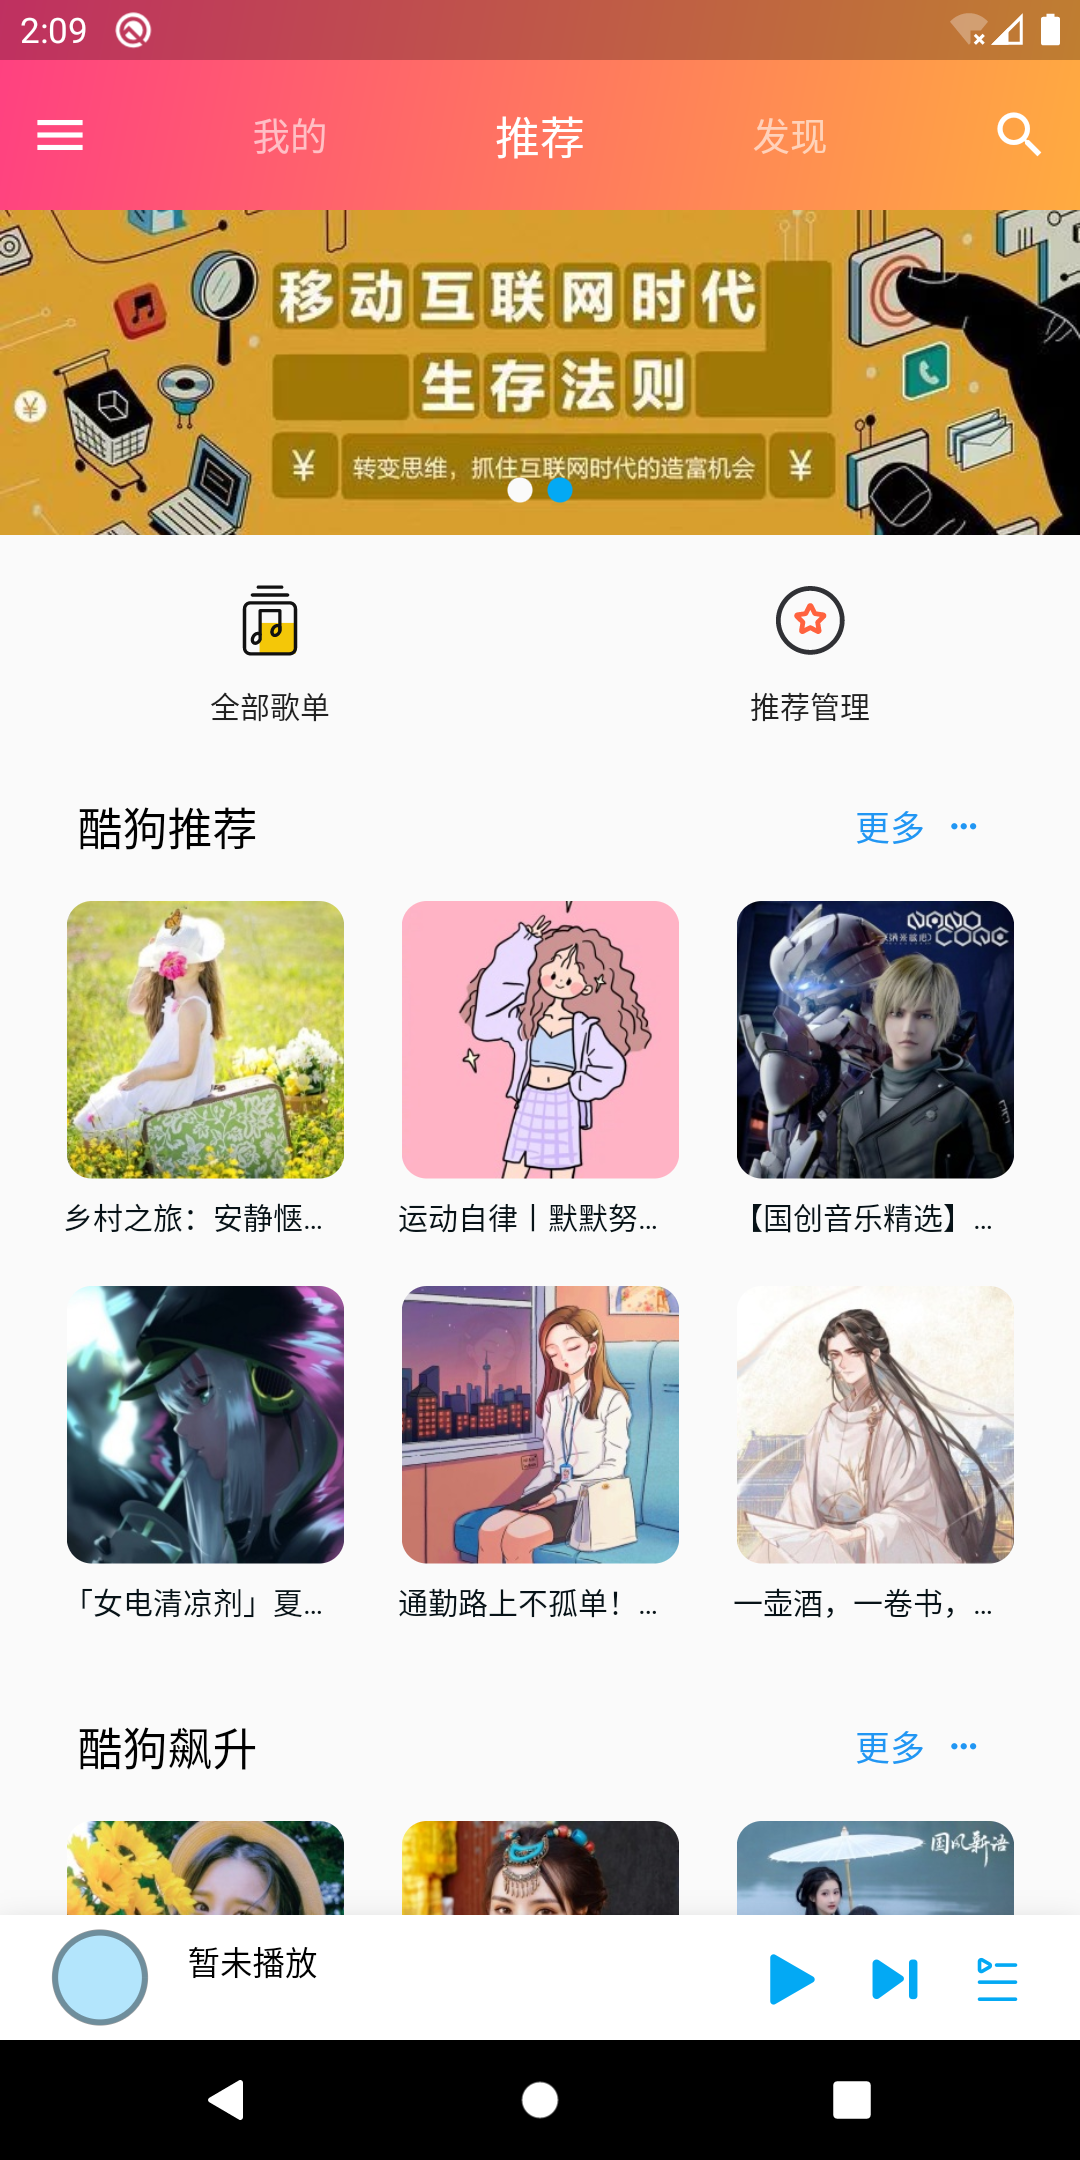 2:09
我的
推荐
发现
移动互联网时代
生存法则
¥
转变思维，抓住互联网时代的造富机会
¥
¥
全部歌单
推荐管理
酷狗推荐
更多
NANO
CORE
乡村之旅：安静惬...
运动自律丨默默努...
【国创音乐精选】...
「女电清凉剂」夏...
通勤路上不孤单！...
一壶酒，一卷书，...
酷狗飙升
更多
国风新语
暂未播放